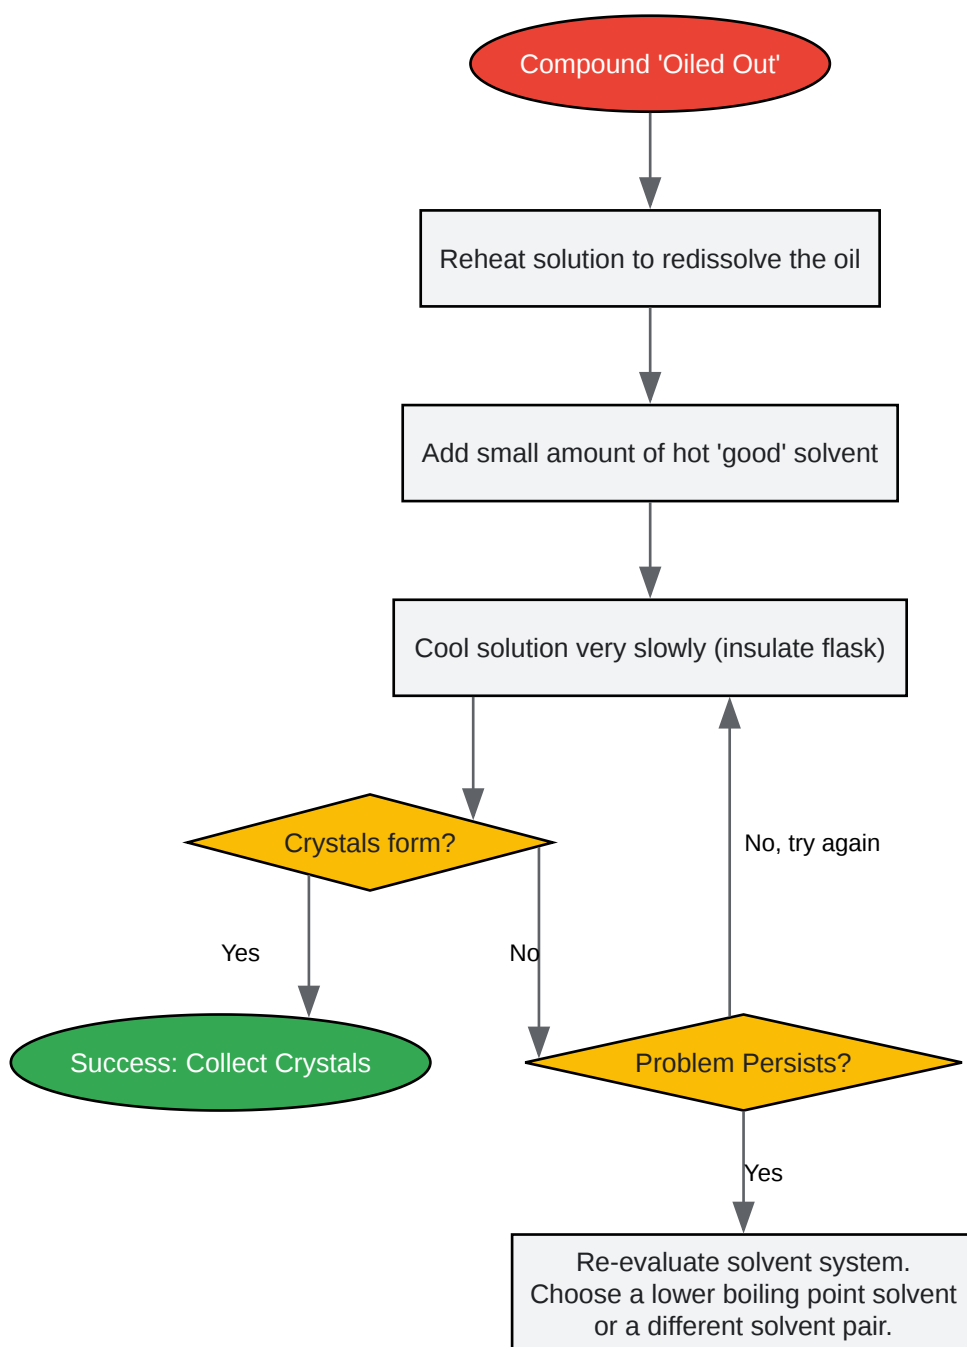 Compound 'Oiled Out'
Reheat solution to redissolve the oil
Add small amount of hot 'good' solvent
Cool solution very slowly (insulate flask)
Crystals form?
No, try again
Yes
No
Success: Collect Crystals
Problem Persists?
Yes
Re-evaluate solvent system.
Choose a lower boiling point solvent
or a different solvent pair.